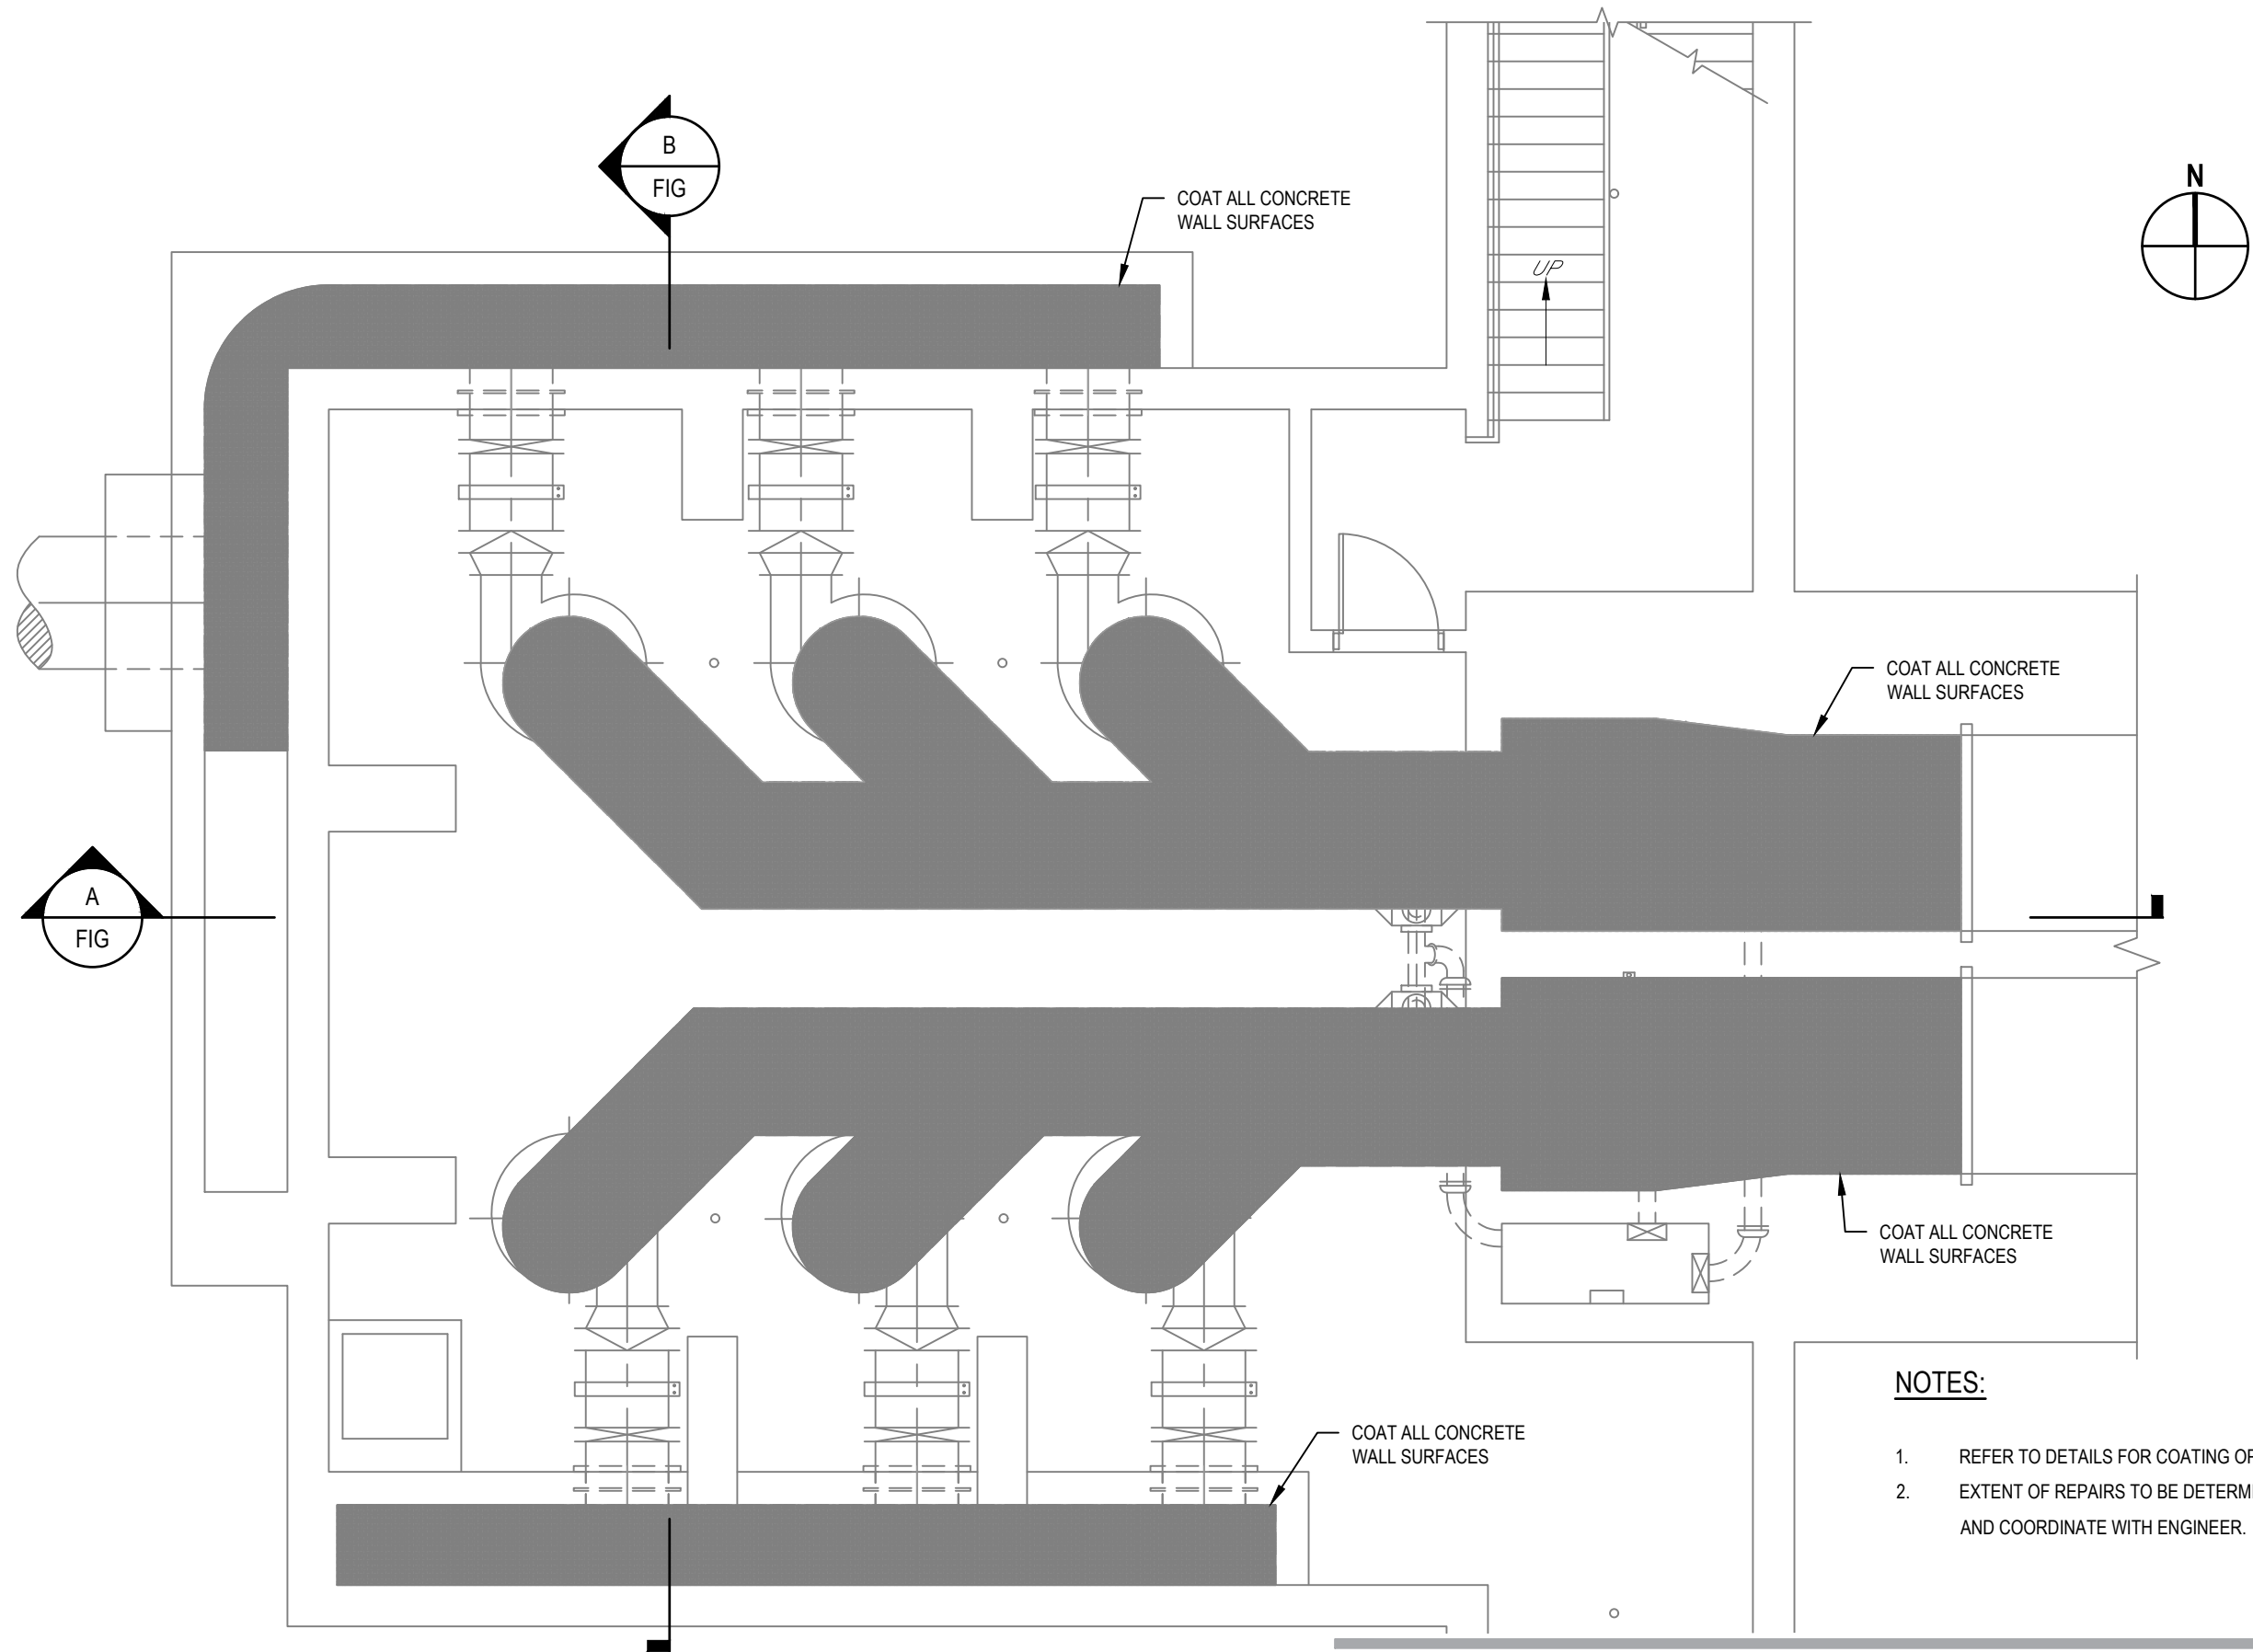 B
FIG
COAT ALL CONCRETE
WALL SURFACES
N
UP
COAT ALL CONCRETE
WALL SURFACES
A
FIG
COAT ALL CONCRETE
WALL SURFACES
COAT ALL CONCRETE
WALL SURFACES
NOTES:
1. REFER TO DETAILS FOR COATING
2. EXTENT OF REPAIRS TO BE
AND COORDINATE WITH ENGINEER.